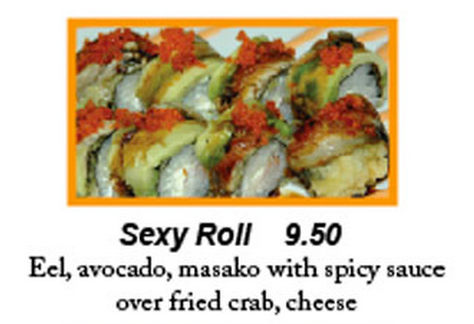 Sexy Roll 9.50
Eel, avocado, masako with spicy sauce
over fried crab, cheese